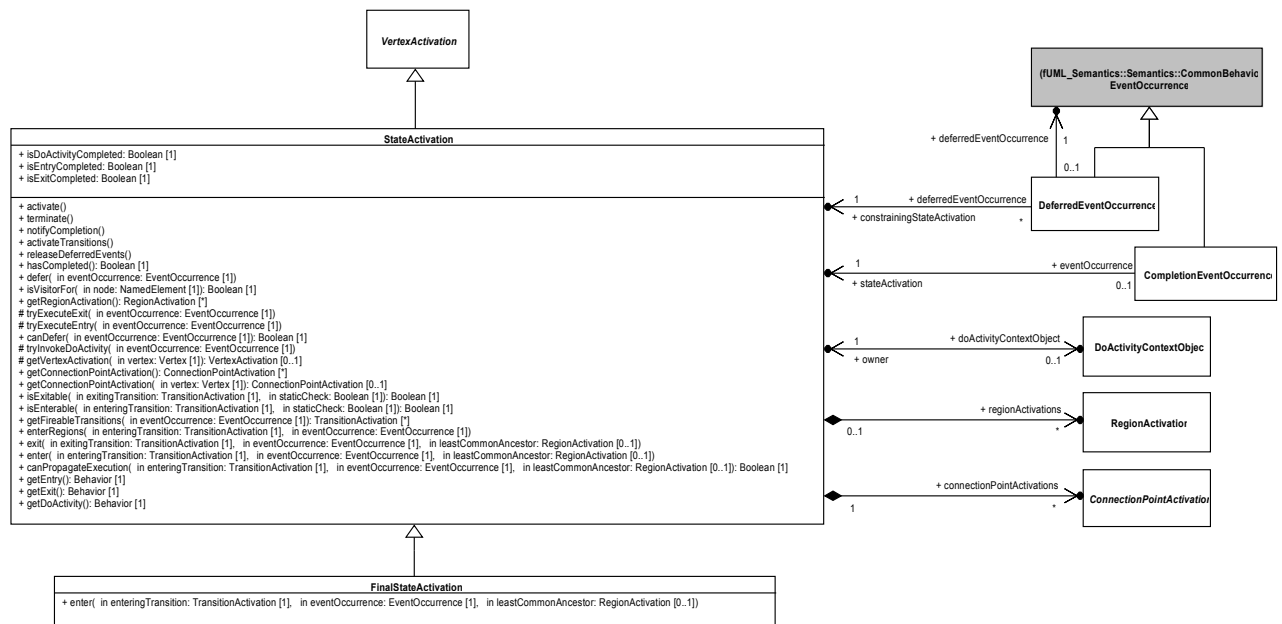 VertexActivation
(fUML_Semantics::Semantics::CommonBehavic
EventOccurrence
StateActivation
+ isDoActivityCompleted: Boolean [1]
+ isEntryCompleted: Boolean [1]
+ isExitCompleted: Boolean [1]
+ activate()
+ terminate()
+ notifyCompletion()
+ activateTransitions()
+ releaseDeferredEvents()
+ hasCompleted(): Boolean [1]
+ defer( in eventOccurrence: EventOccurrence [1])
+ isVisitorFor( in node: NamedElement [1]): Boolean [1]
+ getRegionActivation(): RegionActivation [*]
# tryExecuteExit( in eventOccurrence: EventOccurrence [1])
# tryExecuteEntry( in eventOccurrence: EventOccurrence [1])
+ canDefer( in eventOccurrence: EventOccurrence [1]): Boolean [1]
# tryInvokeDoActivity( in eventOccurrence: EventOccurrence [1])
# getVertexActivation( in vertex: Vertex [1]): VertexActivation [0..1]
+ getConnectionPointActivation(): ConnectionPointActivation [*]
+ getConnectionPointActivation( in vertex: Vertex [1]): ConnectionPointActivation [0..1]
+ isExitable( in exitingTransition: TransitionActivation [1], in staticCheck: Boolean [1]): Boolean [1]
+ isEnterable( in enteringTransition: TransitionActivation [1], in staticCheck: Boolean [1]): Boolean [1]
+ getFireableTransitions( in eventOccurrence: EventOccurrence [1]): TransitionActivation [*]
+ enterRegions( in enteringTransition: TransitionActivation [1], in eventOccurrence: EventOccurrence [1])
+ exit( in exitingTransition: TransitionActivation [1], in eventOccurrence: EventOccurrence [1], in leastCommonAncestor: RegionActivation [0..1])
+ enter( in enteringTransition: TransitionActivation [1], in eventOccurrence: EventOccurrence [1], in leastCommonAncestor: RegionActivation [0..1])
+ canPropagateExecution( in enteringTransition: TransitionActivation [1], in eventOccurrence: EventOccurrence [1], in leastCommonAncestor: RegionActivation [0..1]): Boolean [1]
+ getEntry(): Behavior [1]
+ getExit(): Behavior [1]
+ getDoActivity(): Behavior [1]
+ deferredEventOccurrence
1
0..1
1
+ deferredEventOccurrence
+ constrainingStateActivation
*
DeferredEventOccurrence
1
+ eventOccurrence
+ stateActivation
0..1
CompletionEventOccurrenc
1
+ doActivityContextObject
+ owner
0..1
DoActivityContextObjec
+ regionActivations
0..1
*
RegionActivation
+ connectionPointActivations
1
*
ConnectionPointActivation
FinalStateActivation
+ enter( in enteringTransition: TransitionActivation [1], in eventOccurrence: EventOccurrence [1], in leastCommonAncestor: RegionActivation [0..1])